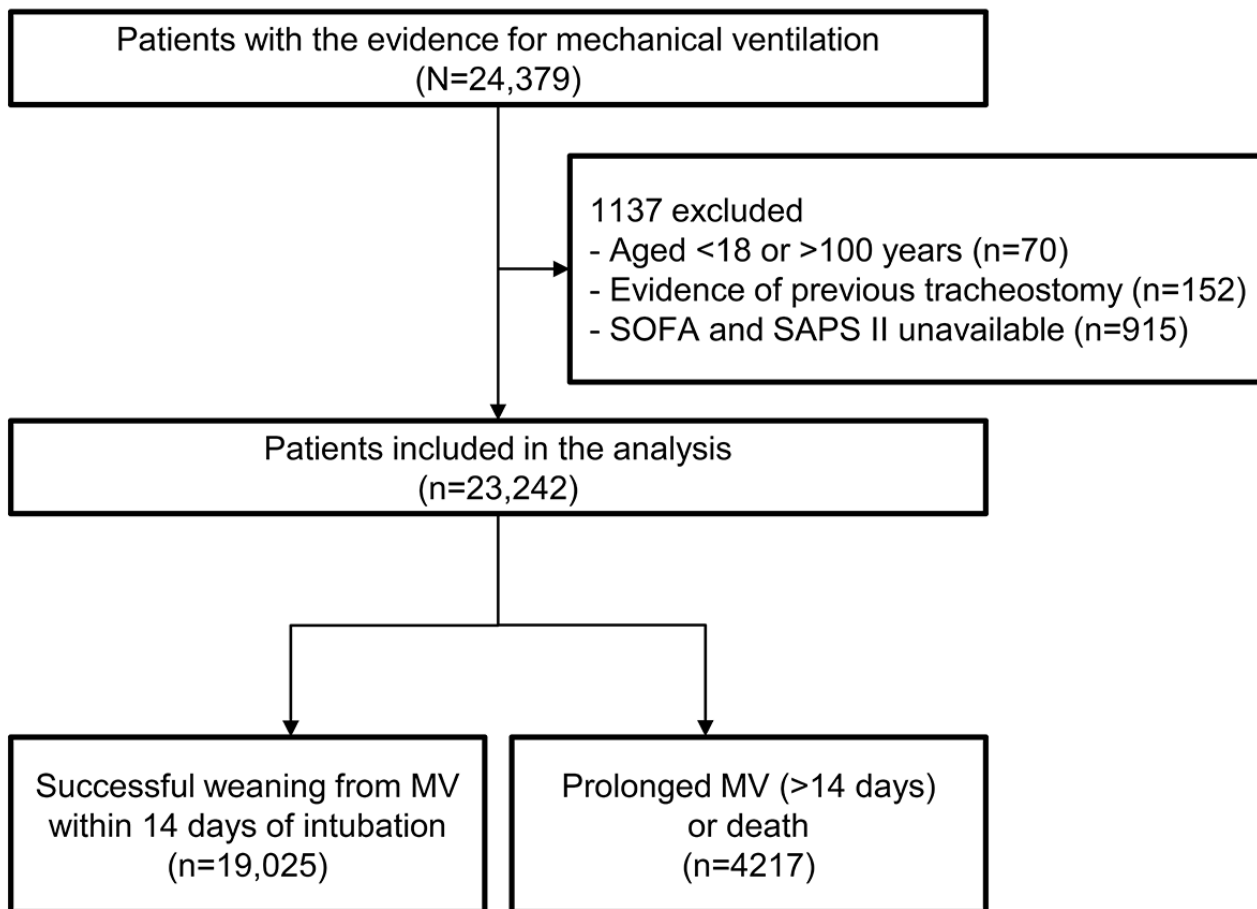 Patients with the evidence for mechanical ventilation
(N=24,379)
1137 excluded
- Aged <18 or >100 years (n=70)
- Evidence of previous tracheostomy (n=152)
- SOFA and SAPS II unavailable (n=915)
Patients included in the analysis
(n=23,242)
Successful weaning from MV
within 14 days of intubation
(n=19,025)
Prolonged MV (>14 days)
or death
(n=4217)